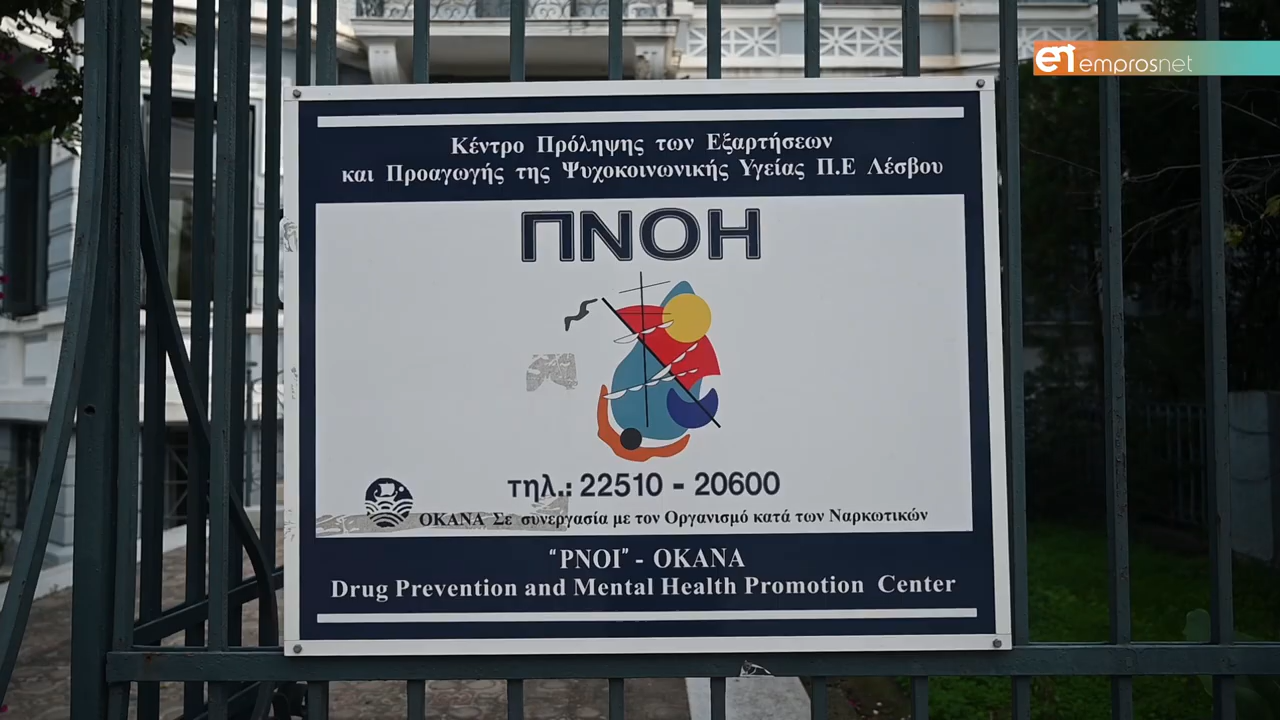 emprosnet
Κέντρο Πρόληψης των Εξαρτήσεων
και Προαγωγής της Ψυχοκοινωνικής Υγείας Π.Ε Λέσβου
ΠΝΟΗ
τηλ.: 22510 - 20600
ΟΚΑΝΑ Σε συνεργασία με τον Οργανισμό κατά των Ναρκωτικών
“PNOI” - OKANA
Drug Prevention and Mental Health Promotion Center